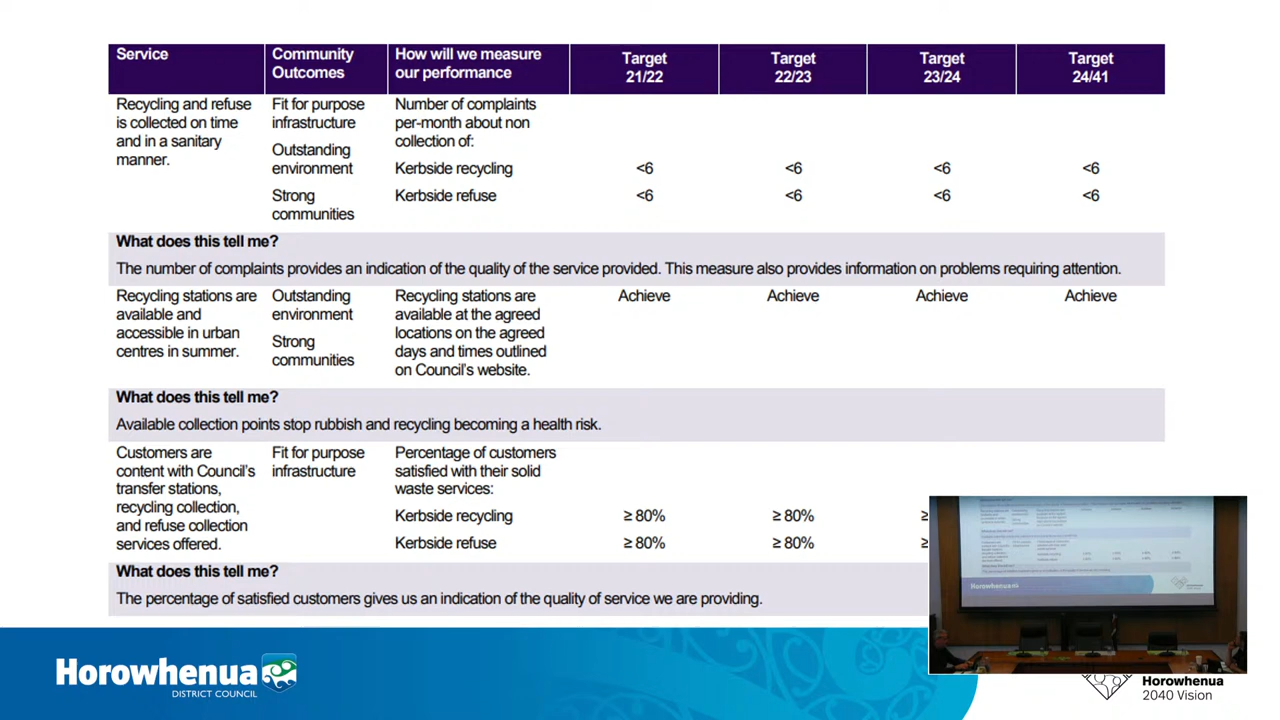 Service
Community
Outcomes
How will we measure
our performance
Target
21/22
Target
22/23
Target
23/24
Target
24/41
Recycling and refuse
is collected on time
and in a sanitary
manner.
Fit for purpose
infrastructure
Outstanding
environment
Strong
communities
Number of complaints
per-month about non
collection of:
Kerbside recycling
<6
<6
<6
<6
Kerbside refuse
<6
<6
<6
<6
What does this tell me?
The number of complaints provides an indication of the quality of the service provided. This measure also provides information on problems requiring attention.
Recycling stations are
available and
accessible in urban
centres in summer.
Outstanding
environment
Strong
communities
Recycling stations are
available at the agreed
locations on the agreed
days and times outlined
on Council's website.
Achieve
Achieve
Achieve
Achieve
What does this tell me?
Available collection points stop rubbish and recycling becoming a health risk.
Customers are
content with Council's
transfer stations,
recycling collection,
and refuse collection
services offered.
Fit for purpose
infrastructure
Percentage of customers
satisfied with their solid
waste services:
Kerbside recycling
≥ 80%
≥ 80%
≥
Kerbside refuse
≥ 80%
≥ 80%
≥
What does this tell me?
The percentage of satisfied customers gives us an indication of the quality of service we are providing.
Horowhenua
DISTRICT COUNCIL
Horowhenua
Horowhenua
2040 Vision